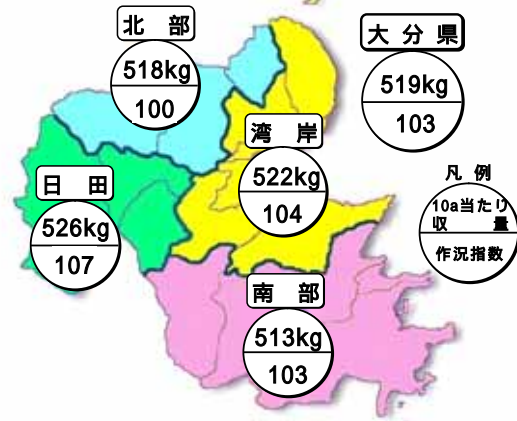 北部
518kg
100
大分県
519kg
103
湾岸
522kg
104
日田
526kg
107
凡例
10a当たり
収量
作況指数
南部
513kg
103